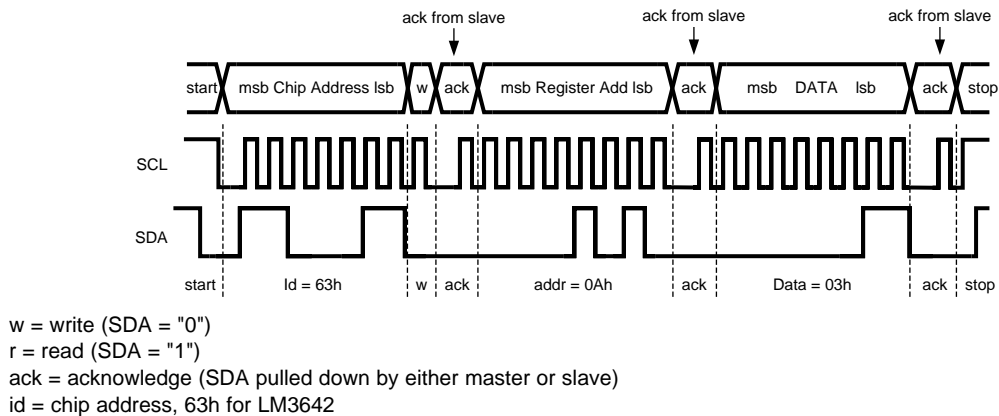 ack from slave ack from slave ack from slave
start msb Chip Address lsb w ack msb Register Add lsb ack msb DATA lsb ack stop
SCL
SDA
start Id = 63h w ack addr = 0Ah ack Data = 03h ack stop
w = write (SDA = "0")
r = read (SDA = "1")
ack = acknowledge (SDA pulled down by either master or slave)
id = chip address, 63h for LM3642